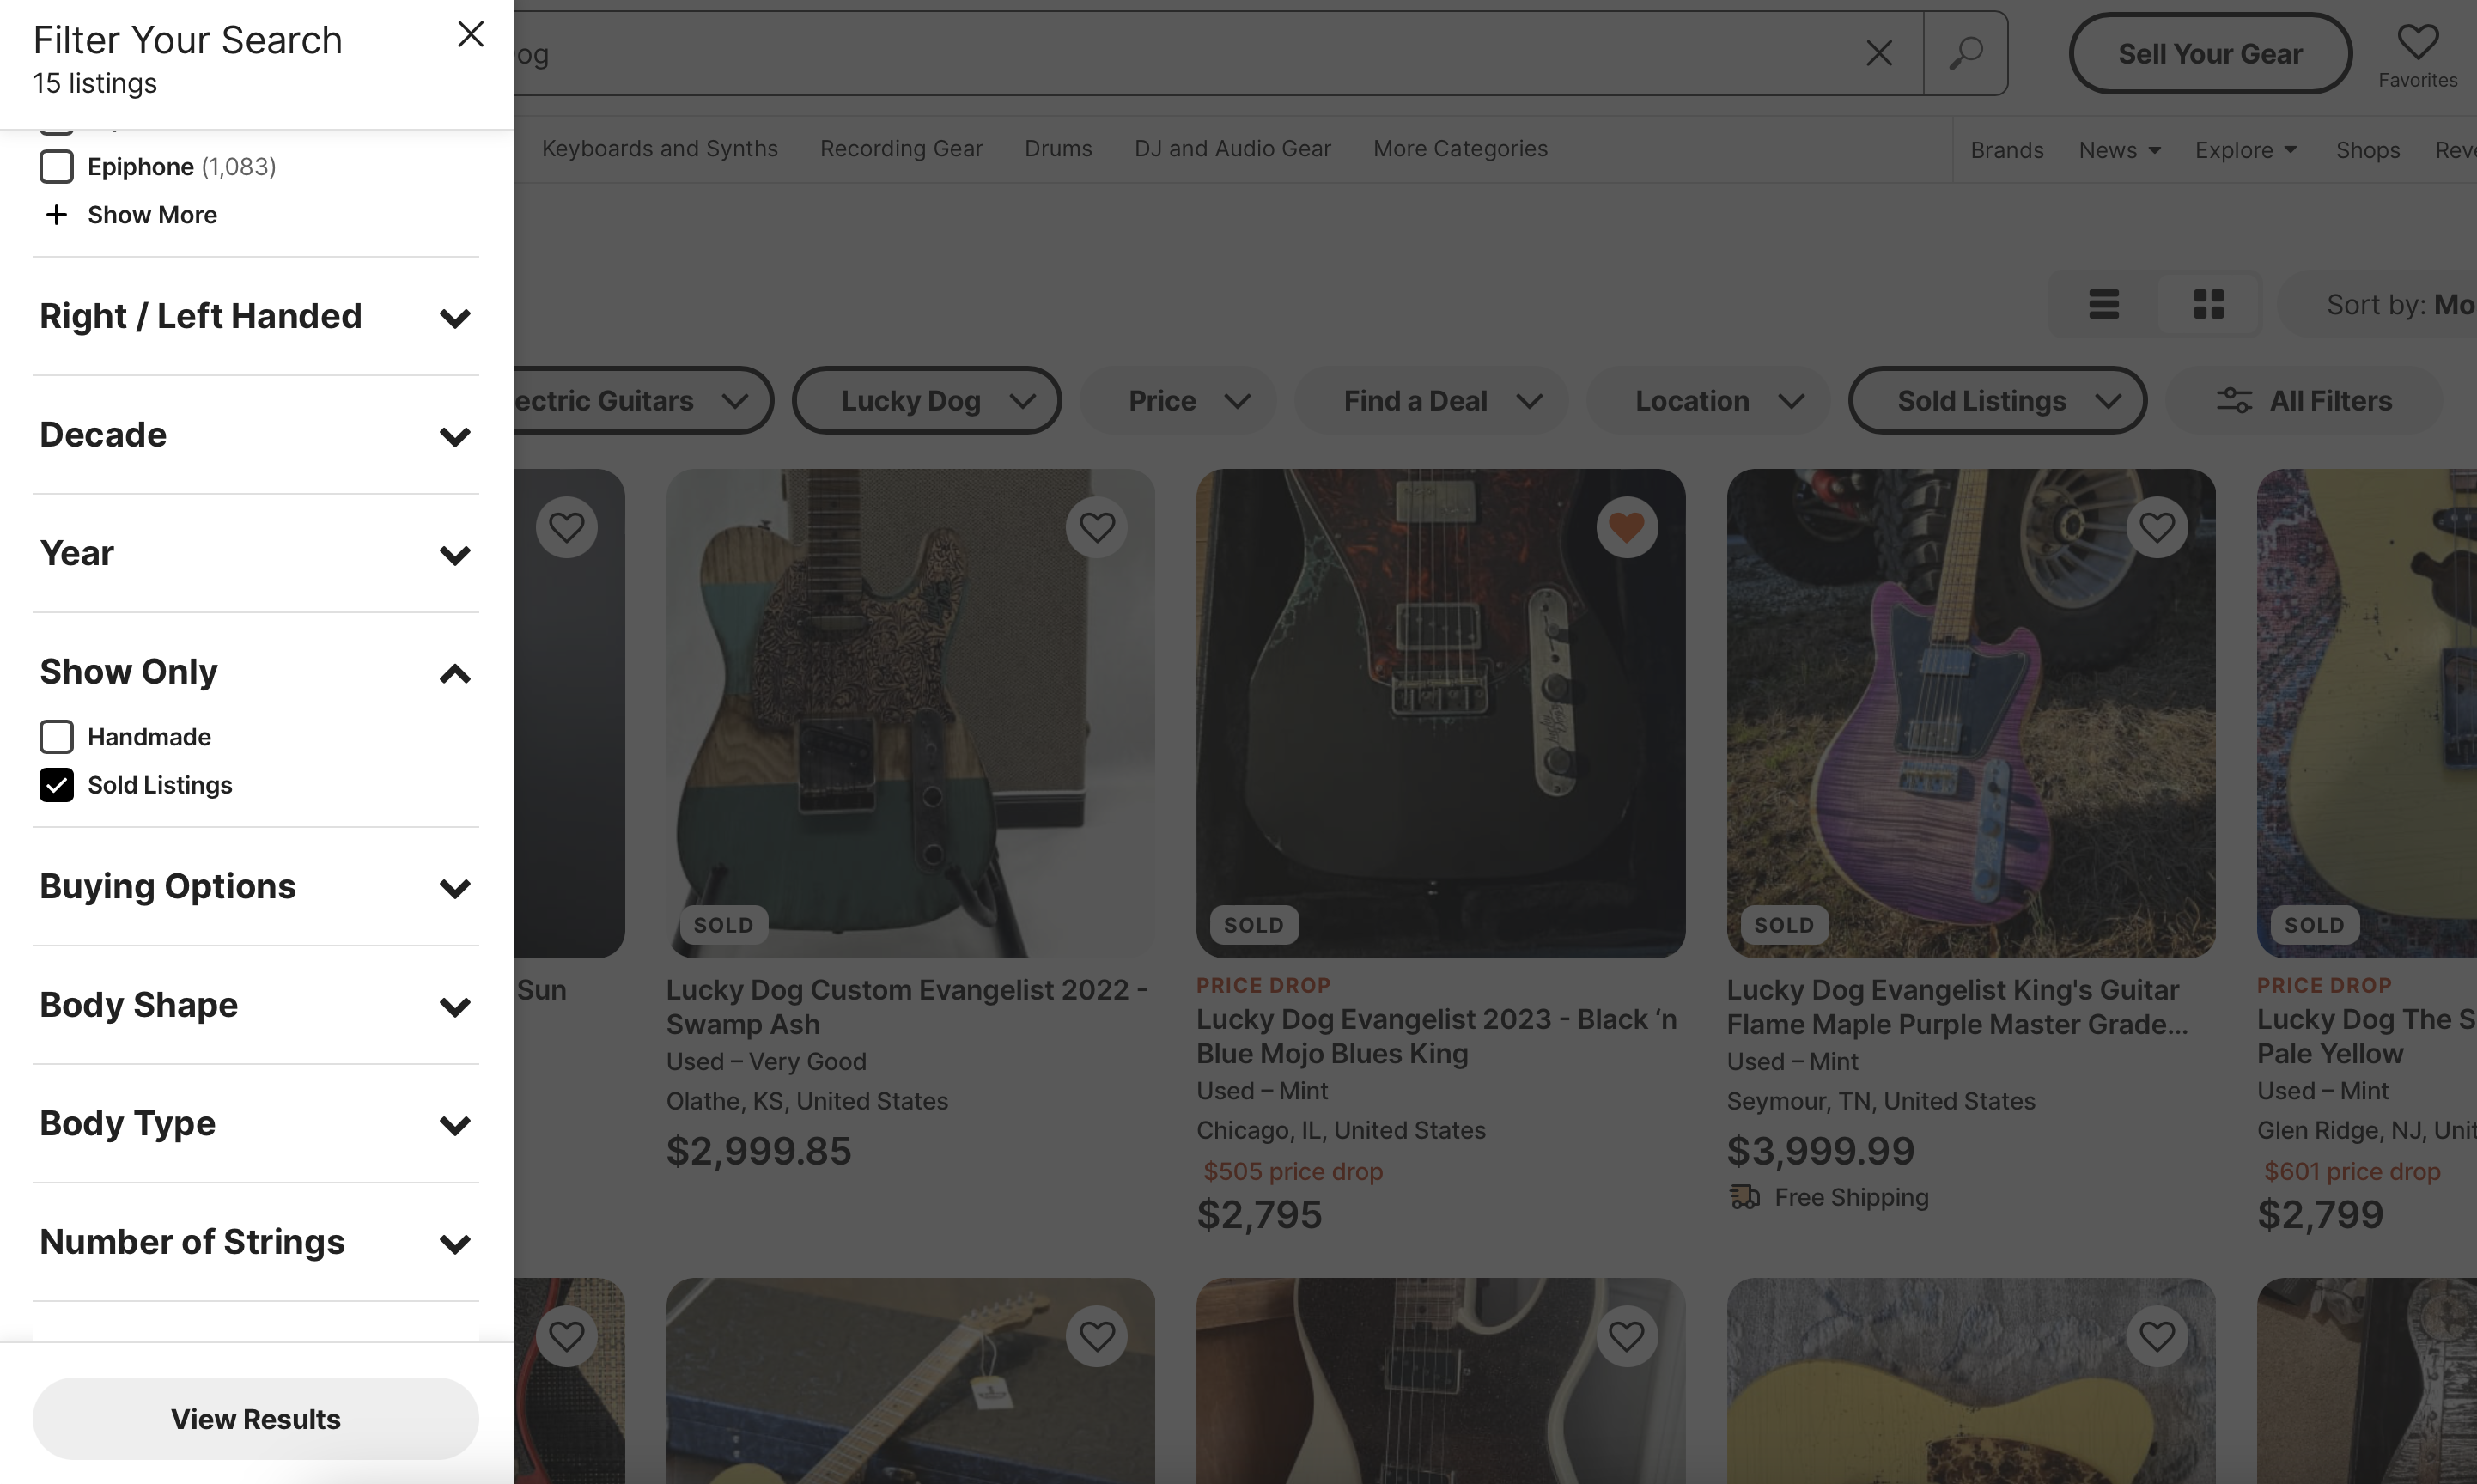 Filter Your Search
15 listings
Epiphone (1,083)
Show More
Right / Left Handed
Decade
Year
Show Only
Handmade
Sold Listings
Buying Options
Body Shape
Body Type
Number of Strings
View Results
Sell Your Gear
Favorites
Keyboards and Synths
Recording Gear
Drums
DJ and Audio Gear
More Categories
Brands
News
Explore
Shops
Sort by: Mo
ectric Guitars
Lucky Dog
Price
Find a Deal
Location
Sold Listings
All Filters
Sun
SOLD
Lucky Dog Custom Evangelist 2022 -
Swamp Ash
Used – Very Good
Olathe, KS, United States
$2,999.85
SOLD
PRICE DROP
Lucky Dog Evangelist 2023 - Black ‘n
Blue Mojo Blues King
Used – Mint
Chicago, IL, United States
$505 price drop
$2,795
SOLD
Lucky Dog Evangelist King's Guitar
Flame Maple Purple Master Grade...
Used – Mint
Seymour, TN, United States
$3,999.99
Free Shipping
SOLD
PRICE DROP
Lucky Dog The S
Pale Yellow
Used – Mint
Glen Ridge, NJ, Unit
$601 price drop
$2,799